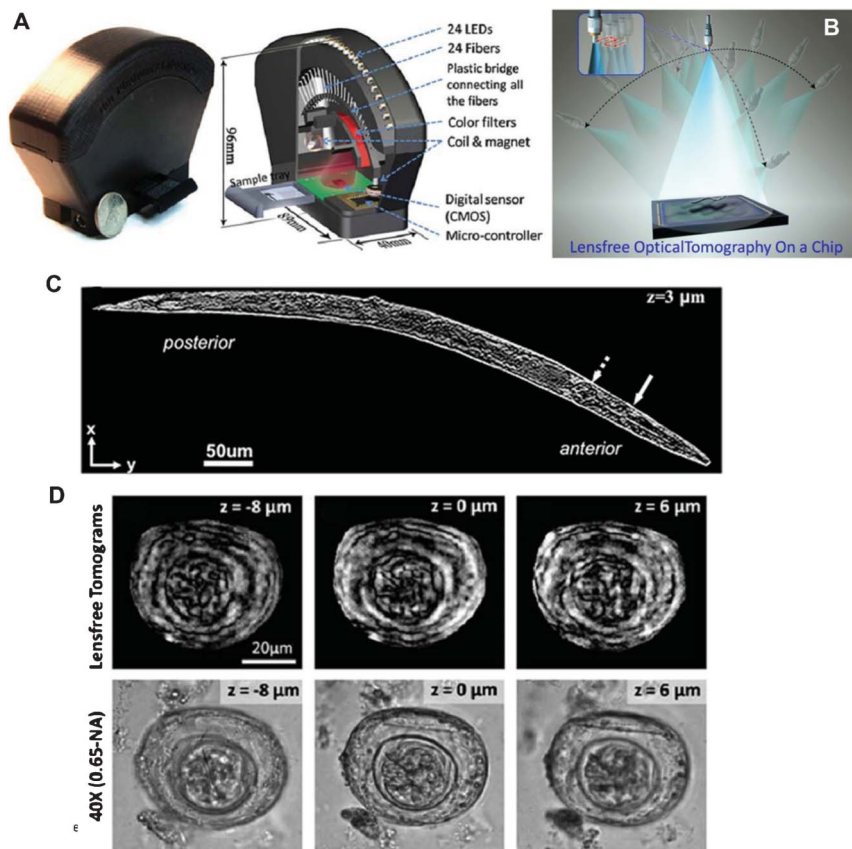 A
24 LEDs
24 Fibers
Plastic bridge
connecting all
the fibers
Color filters
Coil & magnet
Digital sensor
(CMOS)
Micro-controller
96mm
Sample tray
89mm
40mm
B
Lensfree OpticalTomography On a Chip
C
z=3 µm
posterior
anterior
x
y
50um
D
Lensfree Tomograms
z = -8 µm
z = 0 µm
z = 6 µm
20µm
40X (0.65-NA)
z = -8 µm
z = 0 µm
z = 6 µm
E